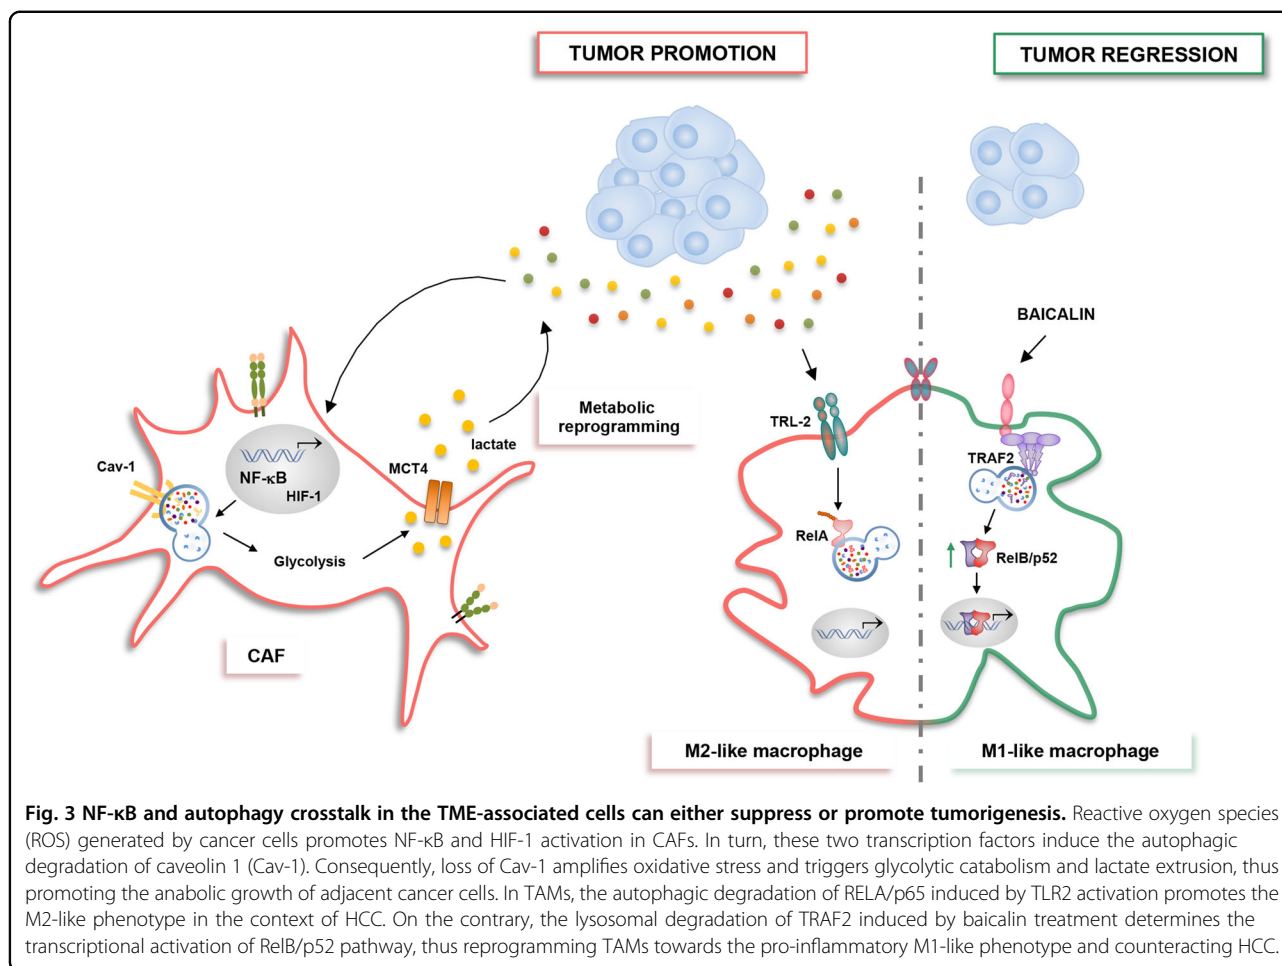 TUMOR PROMOTION
TUMOR REGRESSION
BAICALIN
Metabolic
reprogramming
lactate
MCT4
Cav-1
NF-κB
HIF-1
Glycolysis
CAF
TRL-2
RelA
TRAF2
RelB/p52
M2-like macrophage
M1-like macrophage
Fig. 3 NF-κB and autophagy crosstalk in the TME-associated cells can either suppress or promote tumorigenesis. Reactive oxygen species
(ROS) generated by cancer cells promotes NF-κB and HIF-1 activation in CAFs. In turn, these two transcription factors induce the autophagic
degradation of caveolin 1 (Cav-1). Consequently, loss of Cav-1 amplifies oxidative stress and triggers glycolytic catabolism and lactate extrusion, thus
promoting the anabolic growth of adjacent cancer cells. In TAMs, the autophagic degradation of RELA/p65 induced by TLR2 activation promotes the
M2-like phenotype in the context of HCC. On the contrary, the lysosomal degradation of TRAF2 induced by baicalin treatment determines the
transcriptional activation of RelB/p52 pathway, thus reprogramming TAMs towards the pro-inflammatory M1-like phenotype and counteracting HCC.